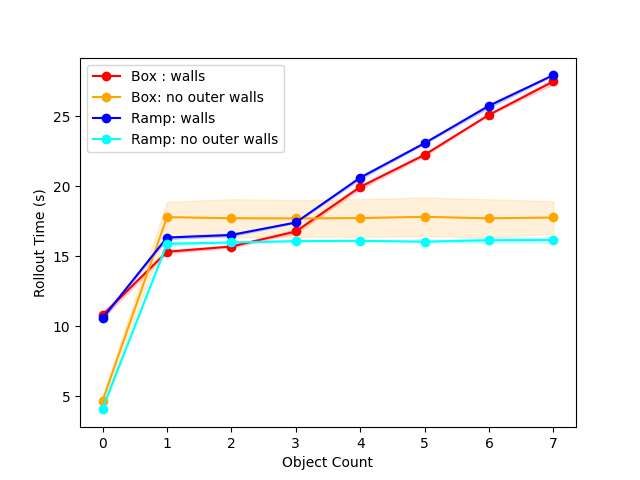 Box : walls
Box: no outer walls
Ramp: walls
Ramp: no outer walls
25
20
15
10
5
Rollout Time (s)
0 1 2 3 4 5 6 7
Object Count